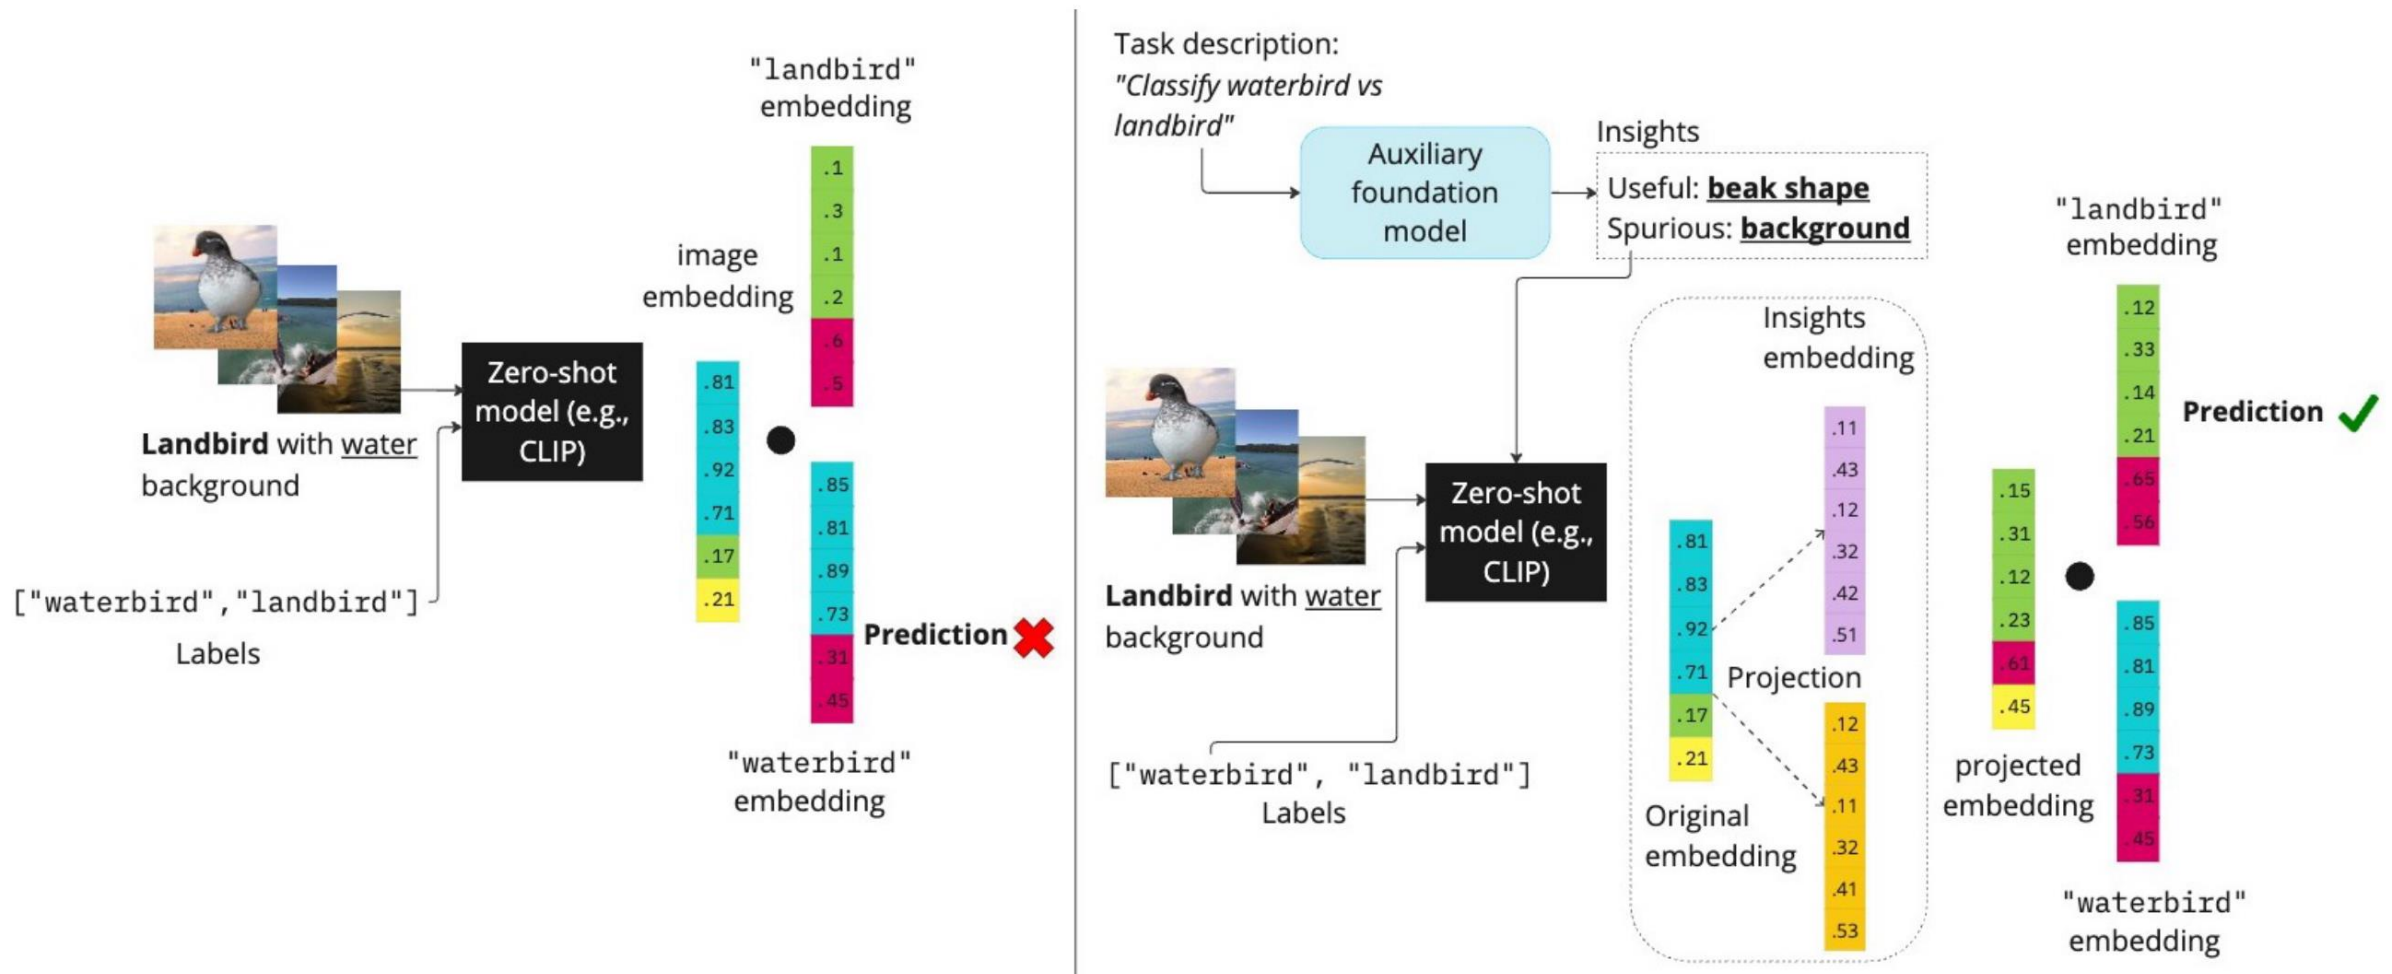 "landbird"
embedding
.1
.3
.1
.2
.6
.5
image
embedding
.81
.83
.92
.71
.17
.21
Zero-shot
model (e.g.,
CLIP)
Landbird with water
background
["waterbird","landbird"]
Labels
.85
.81
.89
.73
.31
.45
Prediction
"waterbird"
embedding
Task description:
"Classify waterbird vs
landbird"
Auxiliary
foundation
model
Insights
Useful: beak shape
Spurious: background
Zero-shot
model (e.g.,
CLIP)
Landbird with water
background
["waterbird", "landbird"]
Labels
Insights
embedding
.11
.43
.12
.32
.42
.51
.81
.83
.92
.71
.17
.21
Projection
Original
embedding
.12
.43
.11
.32
.41
.53
"landbird"
embedding
.12
.33
.14
.21
.65
.56
Prediction
.15
.31
.12
.23
.61
.45
projected
embedding
.85
.81
.89
.73
.31
.45
"waterbird"
embedding